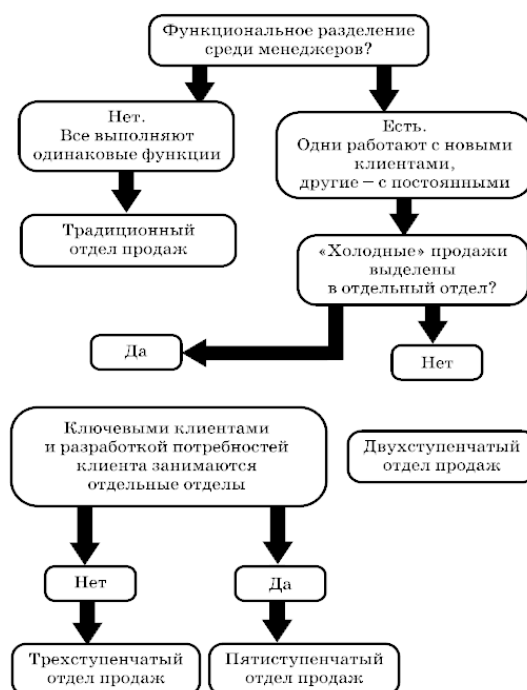 Функциональное разделение
среди менеджеров?
Нет.
Все выполняют
одинаковые функции
Есть.
Одни работают с новыми
клиентами,
другие – с постоянными
Традиционный
отдел продаж
«Холодные» продажи
выделены
в отдельный отдел?
Да
Нет
Ключевыми клиентами
и разработкой потребностей
клиента занимаются
отдельные отделы
Двухступенчатый
отдел продаж
Нет
Да
Трехступенчатый
отдел продаж
Пятиступенчатый
отдел продаж